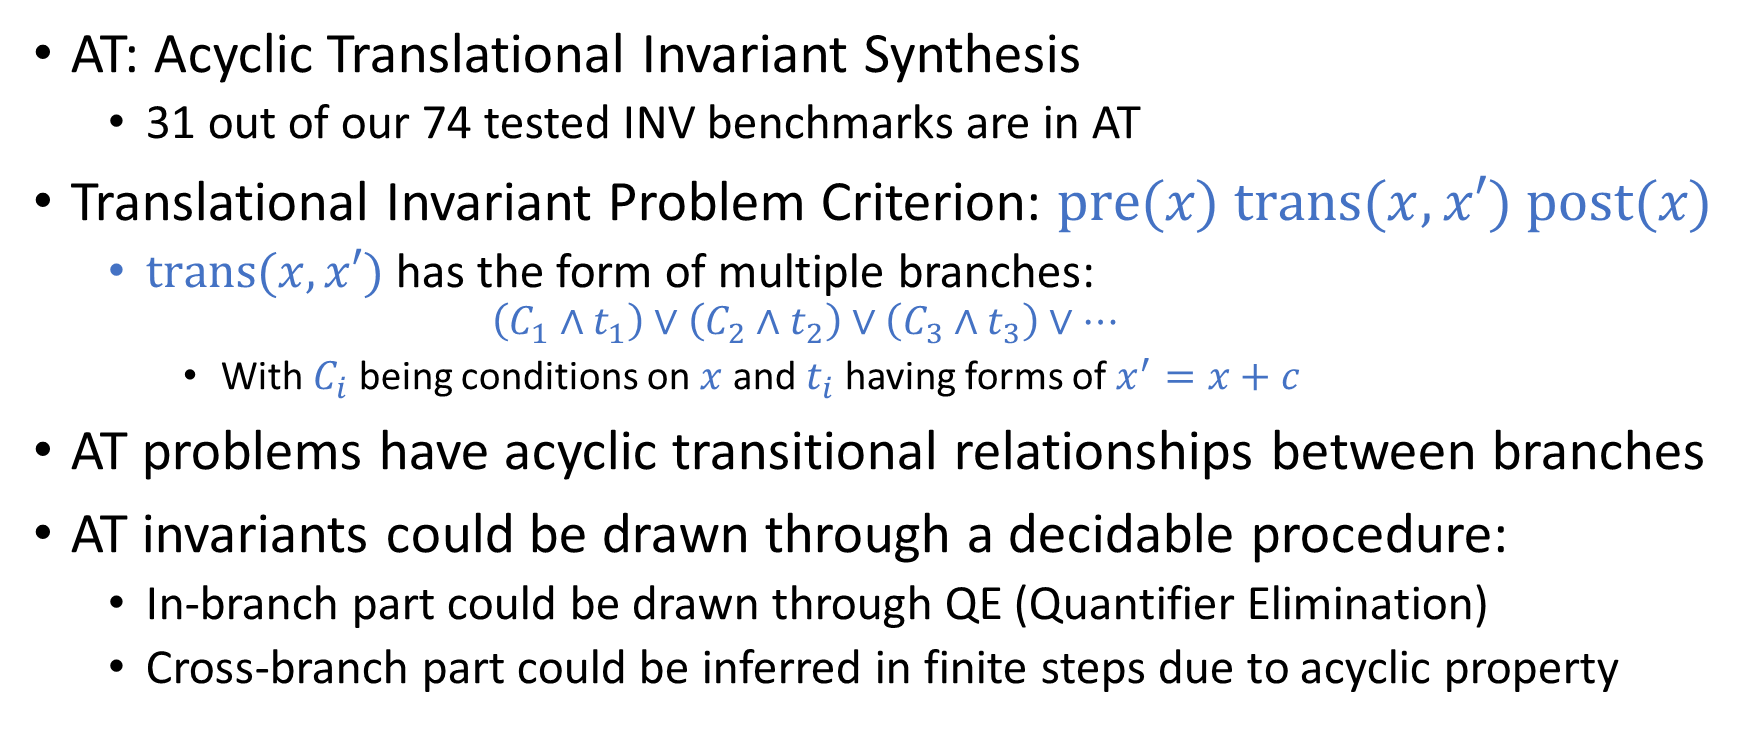 • AT: Acyclic Translational Invariant Synthesis
• 31 out of our 74 tested INV benchmarks are in AT
• Translational Invariant Problem Criterion: pre(x) trans(x, x′) post(x)
• trans(x, x′) has the form of multiple branches:
(C₁ ∧ t₁) ∨ (C₂ ∧ t₂) ∨ (C₃ ∧ t₃) ∨ ⋯
• With Cᵢ being conditions on x and tᵢ having forms of x′ = x + c
• AT problems have acyclic transitional relationships between branches
• AT invariants could be drawn through a decidable procedure:
• In-branch part could be drawn through QE (Quantifier Elimination)
• Cross-branch part could be inferred in finite steps due to acyclic property